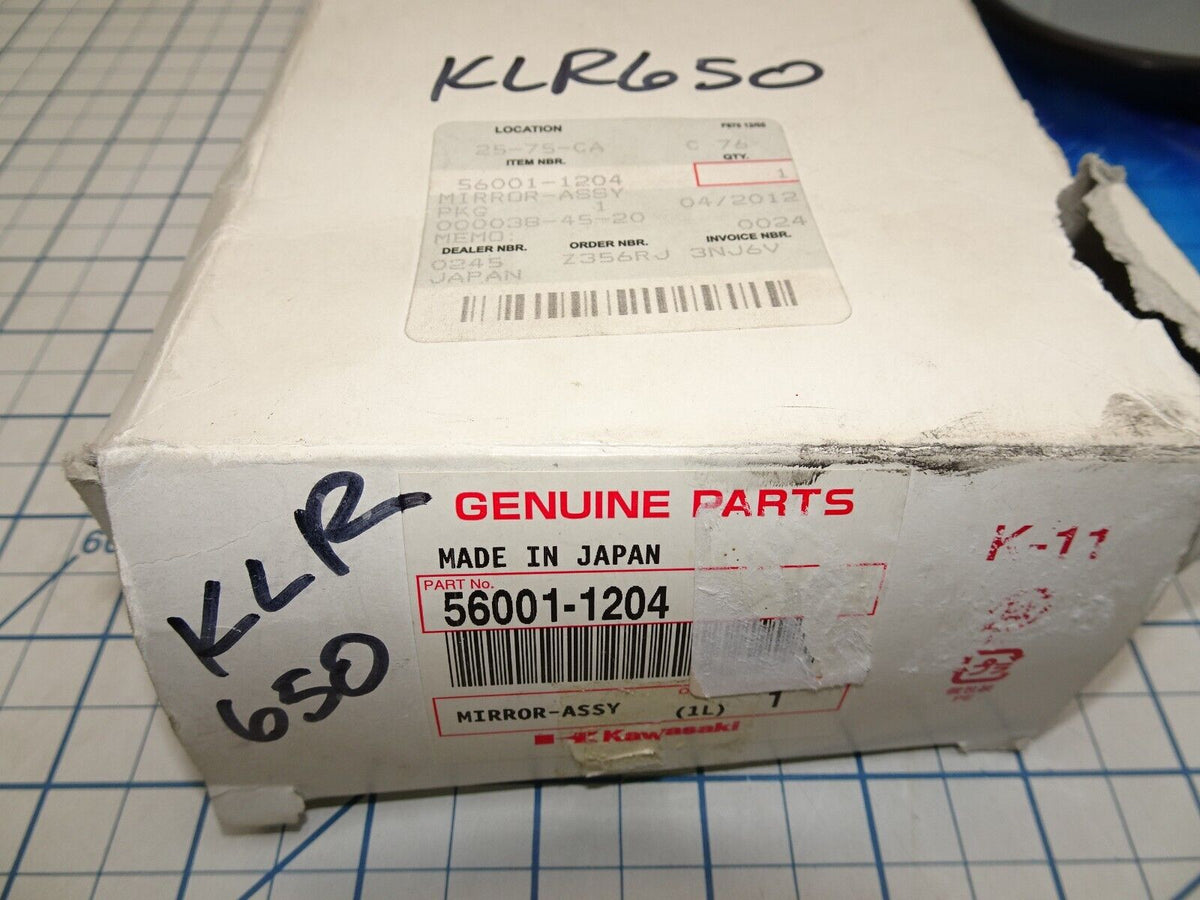 KLR650
LOCATION
25-75-CA C 76
ITEM NBR. QTY.
56001-1204 1
MIRROR-ASSY
PKG 1 04/2012
000038-45-20 0024
MEMO:
DEALER NBR. ORDER NBR. INVOICE NBR.
0245 Z356RJ 3NJ6V
JAPAN
KLR
650
GENUINE PARTS
MADE IN JAPAN
PART No.
56001-1204
MIRROR-ASSY (1L) 1
Kawasaki
K-11
60